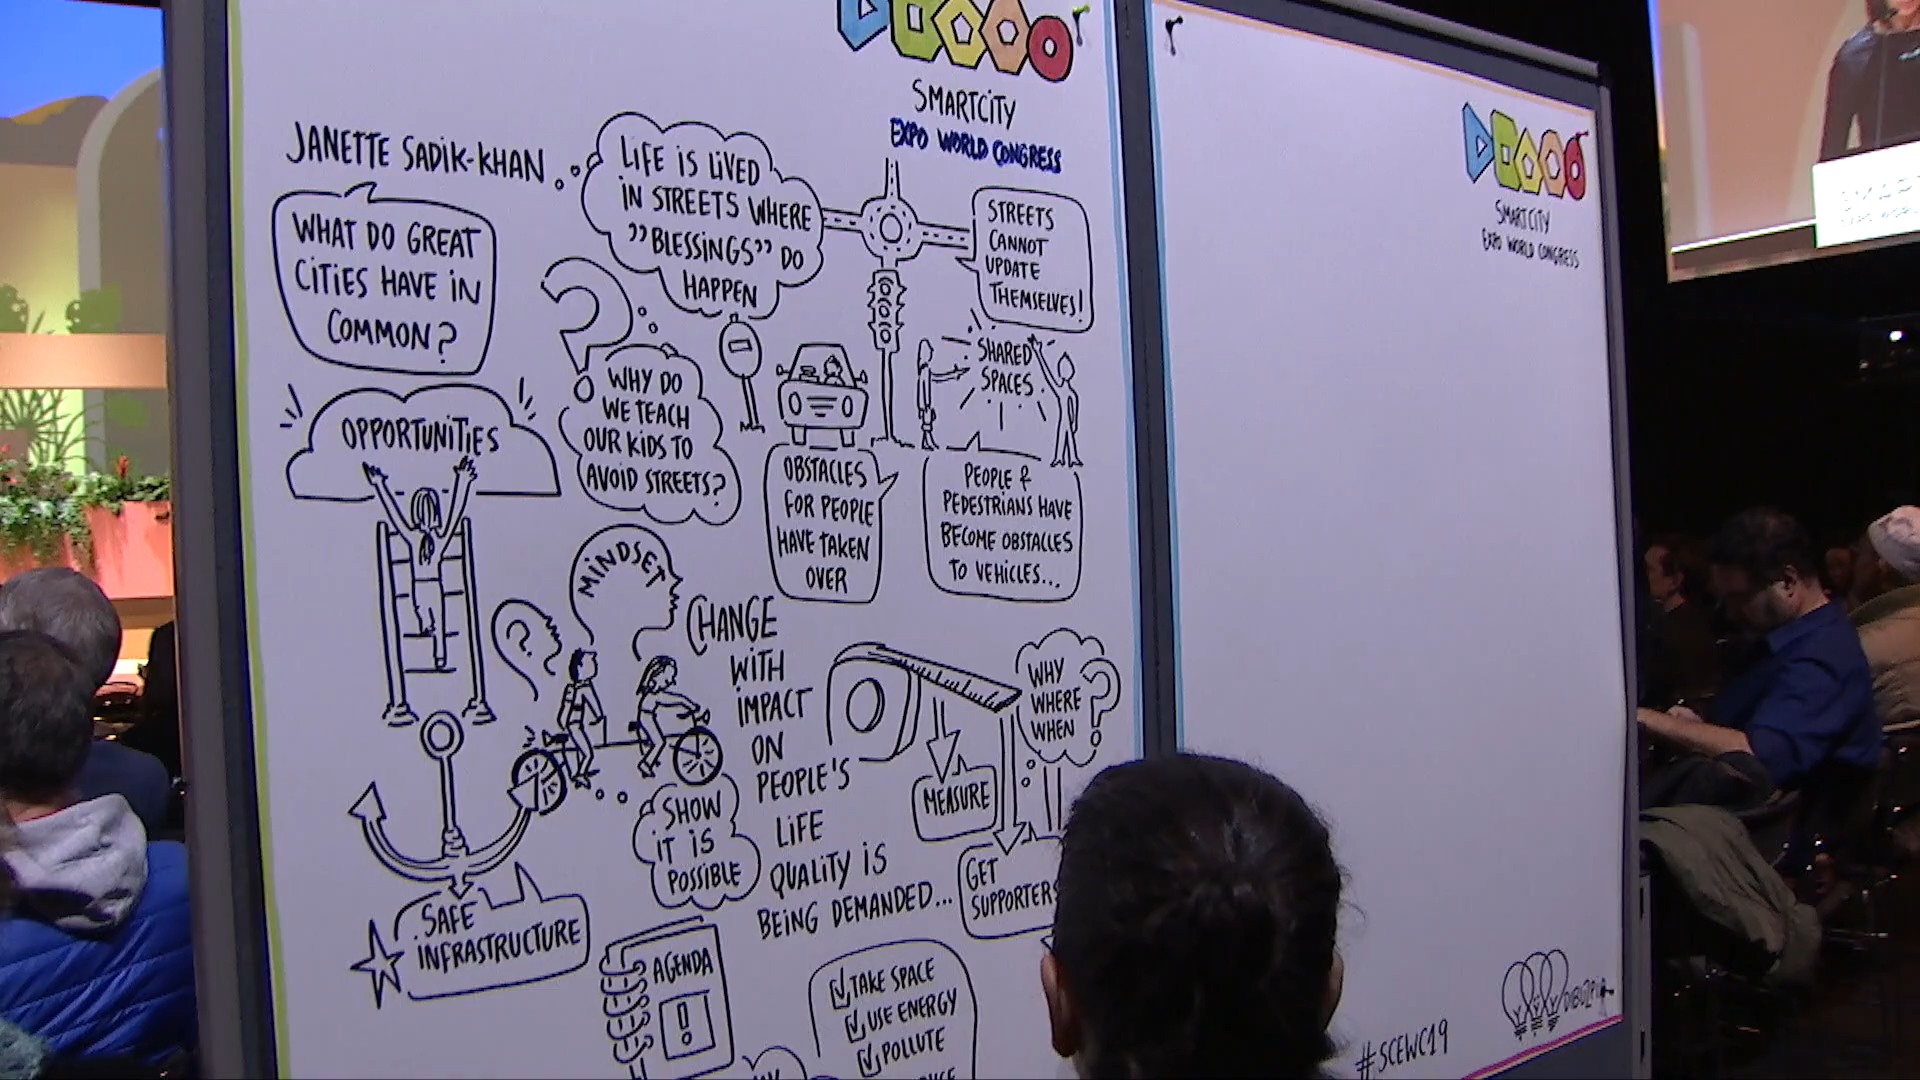 SMARTCITY
EXPO WORLD CONGRESS
JANETTE SADIK-KHAN
WHAT DO GREAT
CITIES HAVE IN
COMMON?
LIFE IS LIVED
IN STREETS WHERE
"BLESSINGS" DO
HAPPEN
STREETS
CANNOT
UPDATE
THEMSELVES!
OPPORTUNITIES
WHY DO
WE TEACH
OUR KIDS TO
AVOID STREETS?
SHARED
SPACES
OBSTACLES
FOR PEOPLE
HAVE TAKEN
OVER
PEOPLE &
PEDESTRIANS HAVE
BECOME OBSTACLES
TO VEHICLES...
MINDSET
?
CHANGE
WITH
IMPACT
ON
PEOPLE'S
LIFE
QUALITY IS
BEING DEMANDED...
WHY
WHERE
WHEN
?
MEASURE
GET
SUPPORTERS
SHOW
IT IS
POSSIBLE
SAFE
INFRASTRUCTURE
AGENDA
!
TAKE SPACE
USE ENERGY
POLLUTE
SMARTCITY
EXPO WORLD CONGRESS
#SCEWC19